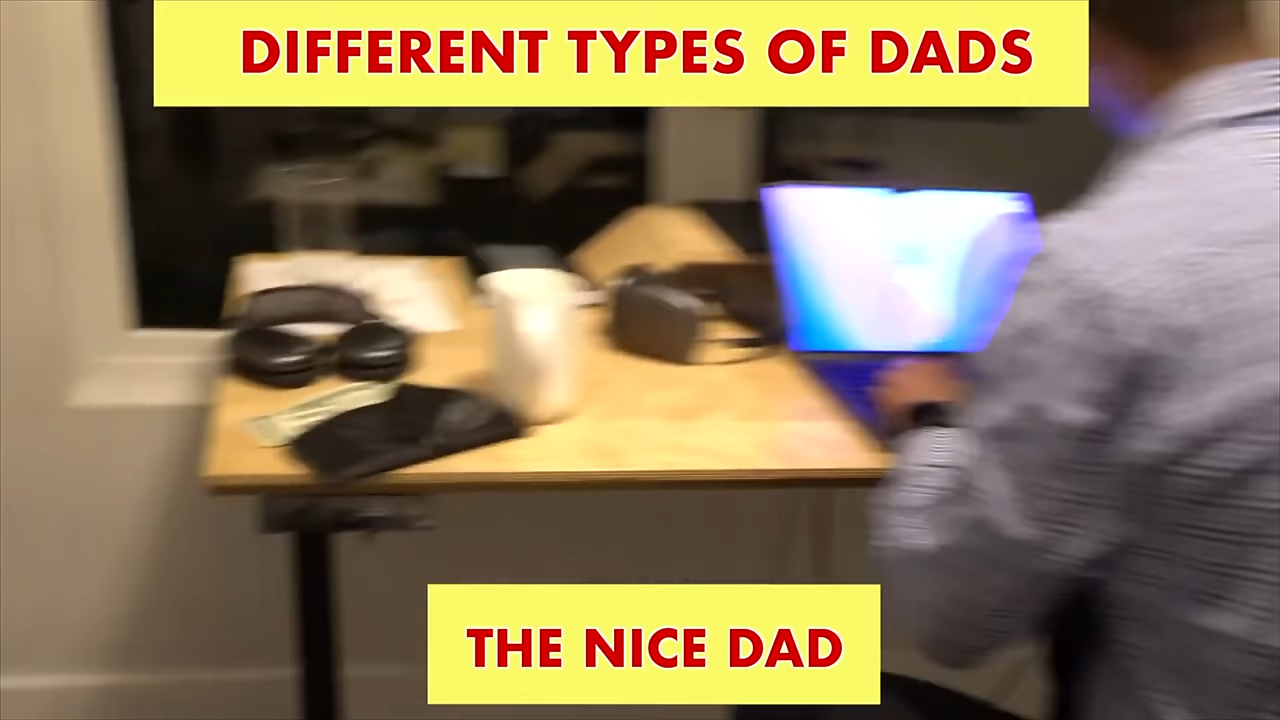 DIFFERENT TYPES OF DADS
THE NICE DAD